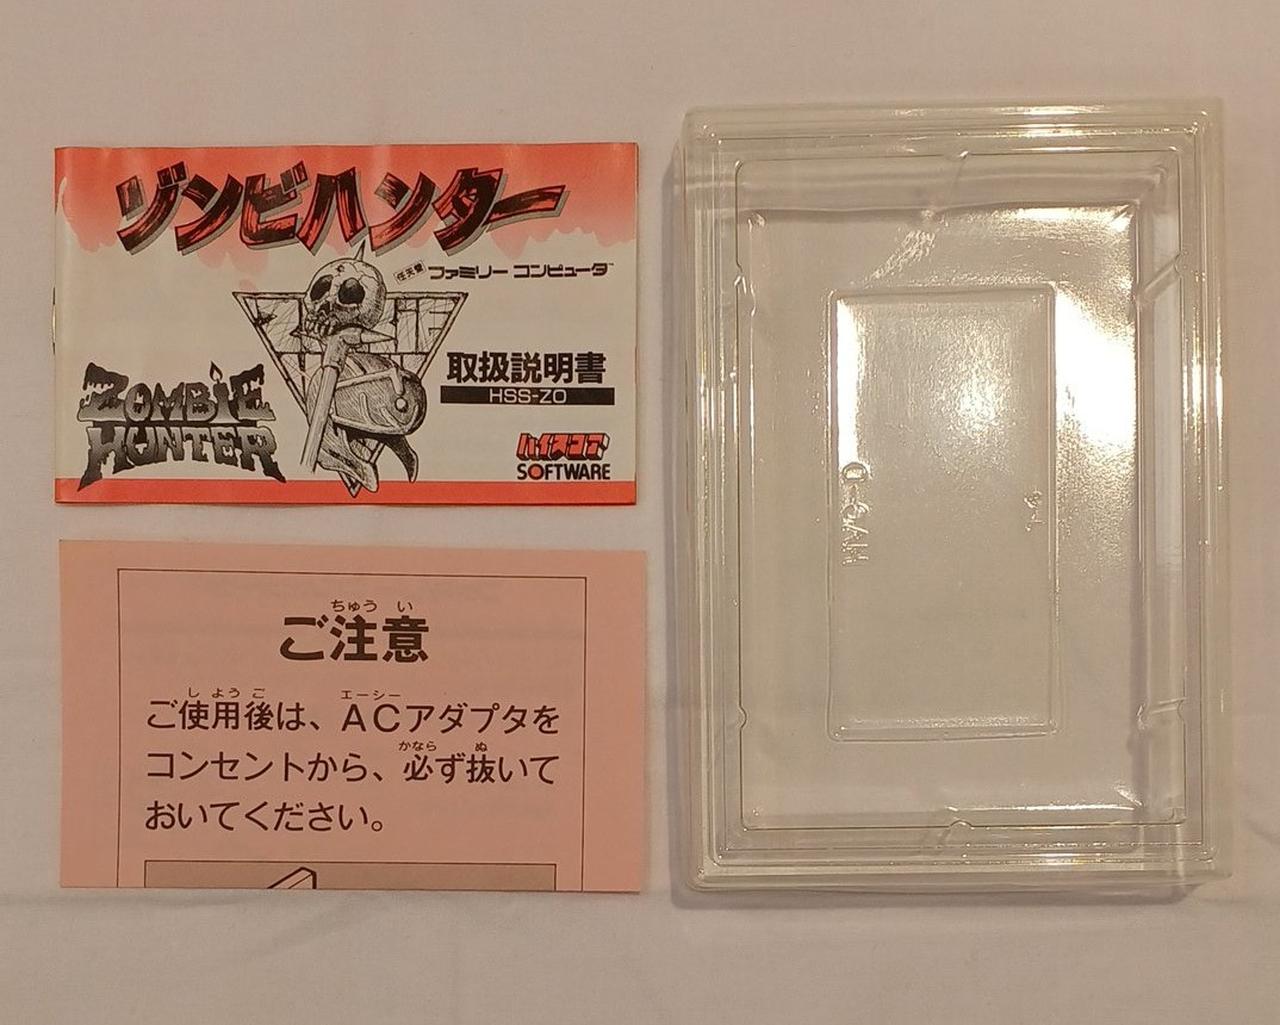 ゾンビハンター
任天堂 ファミリー コンピュータ™
ZOMBIE
HUNTER
取扱説明書
HSS-ZO
ハイスコア
SOFTWARE
ちゅう い
ご注意
し よう ご エーシー
ご使用後は、ACアダプタを
かなら ぬ
コンセントから、必ず抜いて
おいてください。